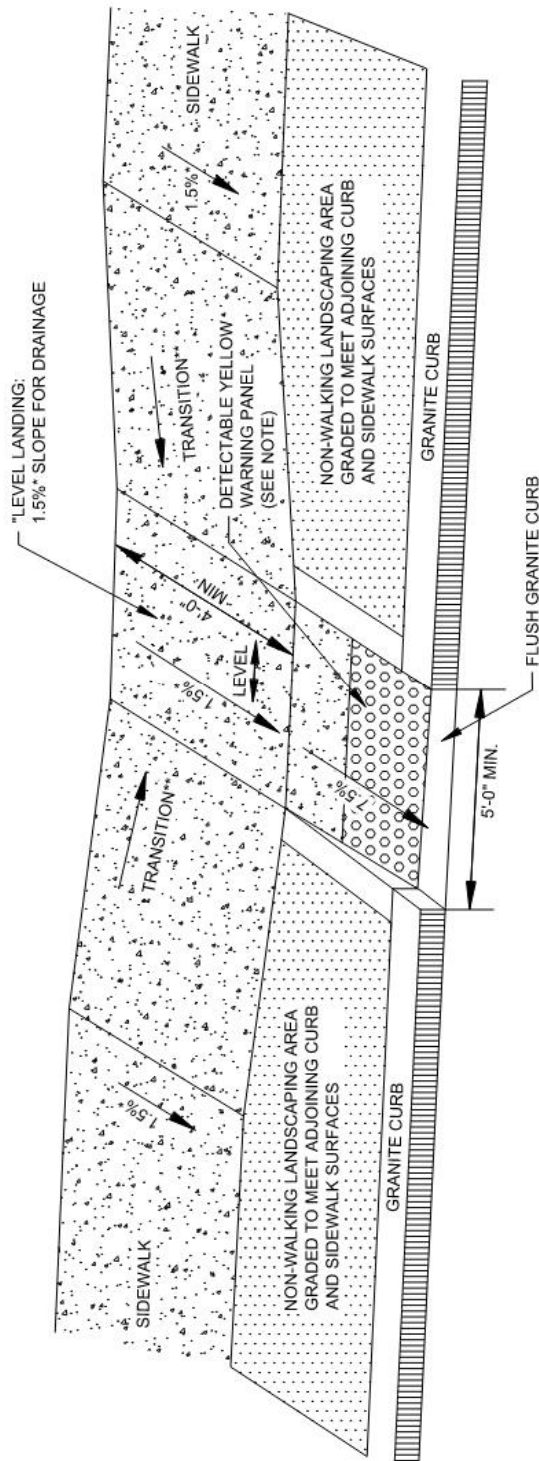 "LEVEL LANDING:
1.5%* SLOPE FOR DRAINAGE
SIDEWALK
1.5%*
TRANSITION**
4'-0"
MIN.
1.5%*
LEVEL
TRANSITION**
SIDEWALK
1.5%*
DETECTABLE YELLOW
WARNING PANEL
(SEE NOTE)
7.5%*
NON-WALKING LANDSCAPING AREA
GRADED TO MEET ADJOINING CURB
AND SIDEWALK SURFACES
NON-WALKING LANDSCAPING AREA
GRADED TO MEET ADJOINING CURB
AND SIDEWALK SURFACES
GRANITE CURB
GRANITE CURB
5'-0" MIN.
FLUSH GRANITE CURB